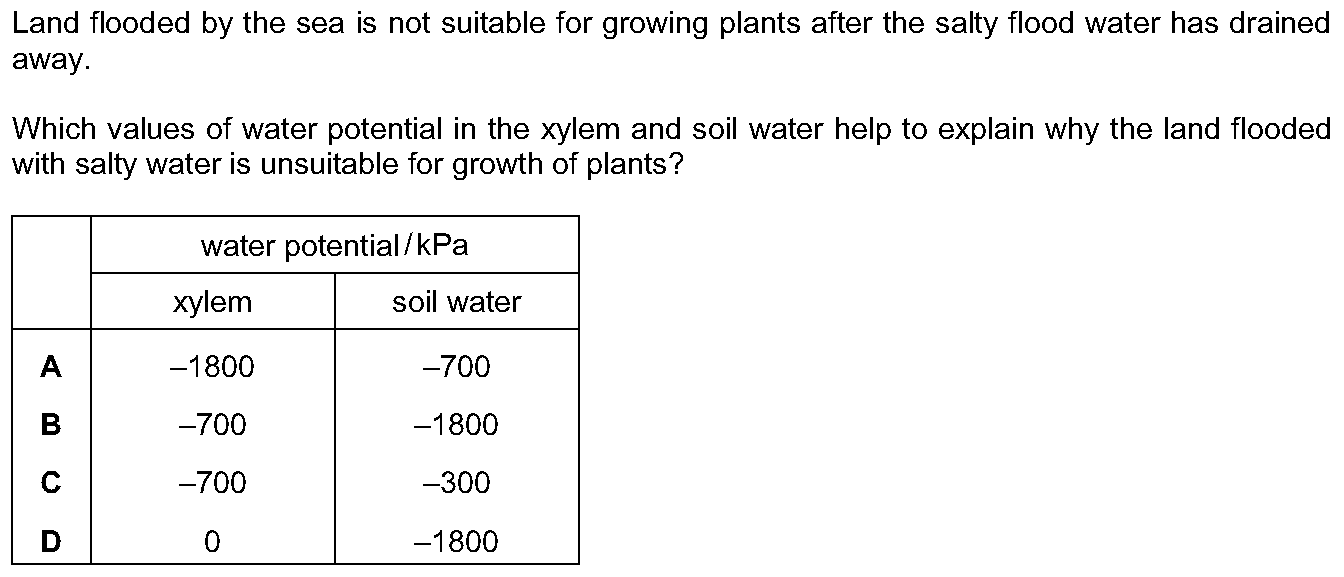 Land flooded by the sea is not suitable for growing plants after the salty flood water has drained
away.
Which values of water potential in the xylem and soil water help to explain why the land flooded
with salty water is unsuitable for growth of plants?
water potential / kPa
xylem soil water
A –1800 –700
B –700 –1800
C –700 –300
D 0 –1800